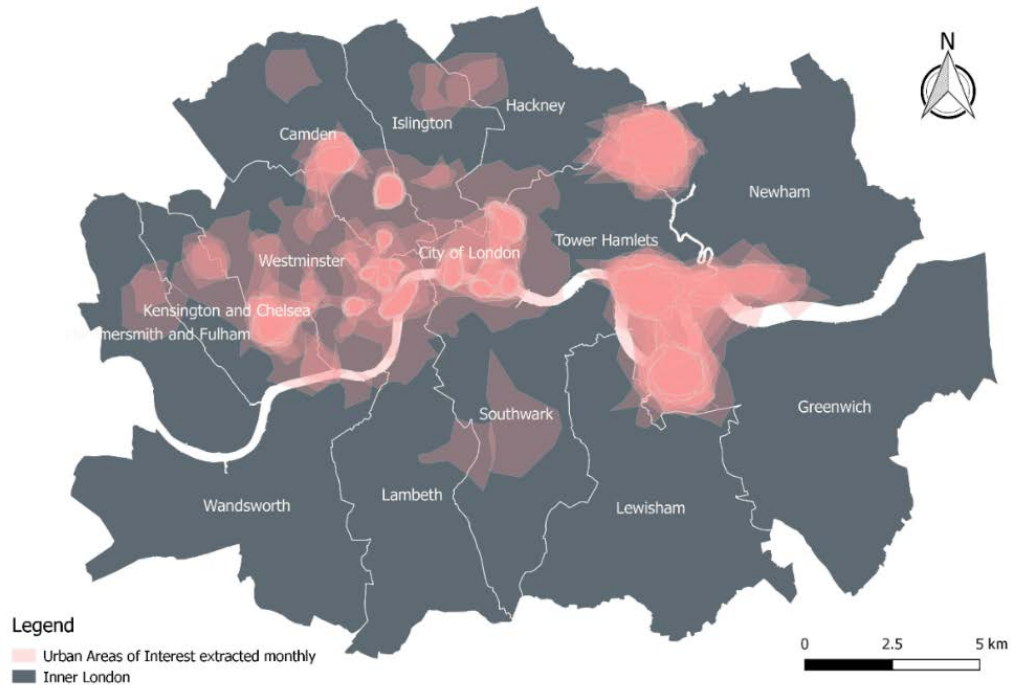 N
Hackney
Islington
Camden
Newham
Tower Hamlets
City of London
Westminster
Kensington and Chelsea
mersmith and Fulham
Greenwich
Southwark
Lambeth
Wandsworth
Lewisham
Legend
Urban Areas of Interest extracted monthly
Inner London
0 2.5 5 km